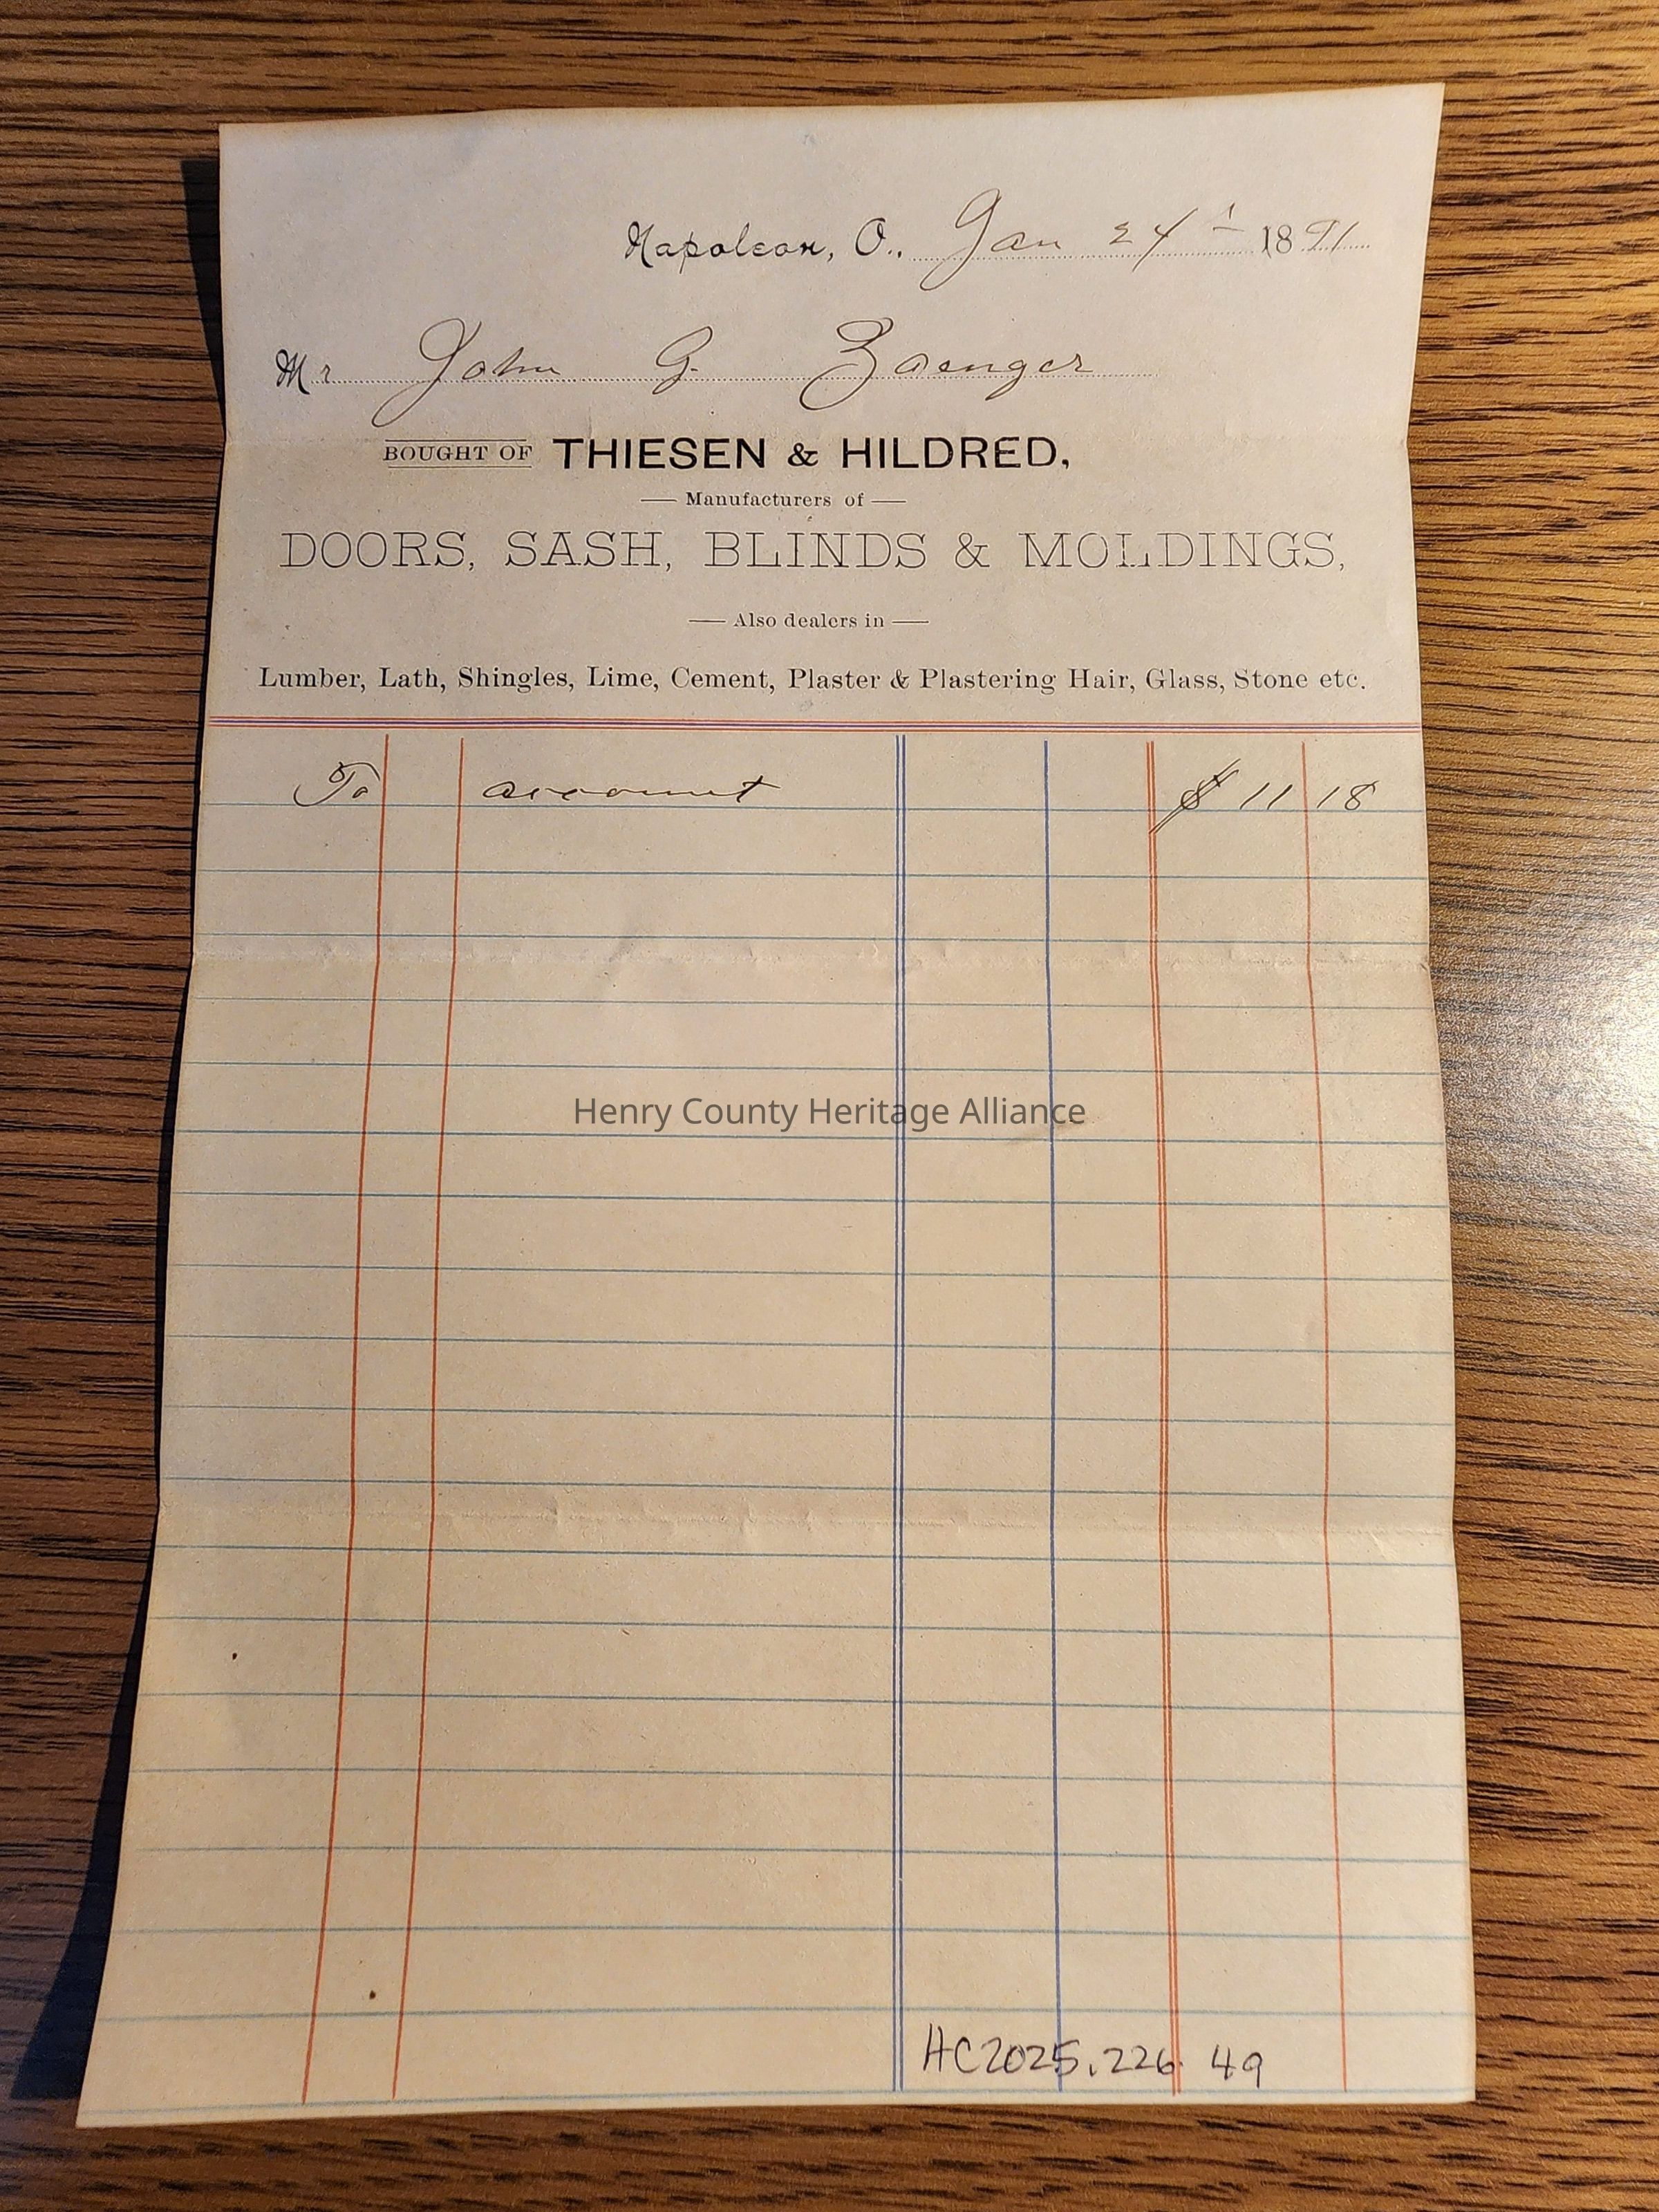 Napoleon, O., Jan 24 1891
Mr John G. Zaenger
BOUGHT OF THIESEN & HILDRED,
Manufacturers of
DOORS, SASH, BLINDS & MOLDINGS,
Also dealers in
Lumber, Lath, Shingles, Lime, Cement, Plaster & Plastering Hair, Glass, Stone etc.
To account $ 11 18
Henry County Heritage Alliance
HC2025.226.49